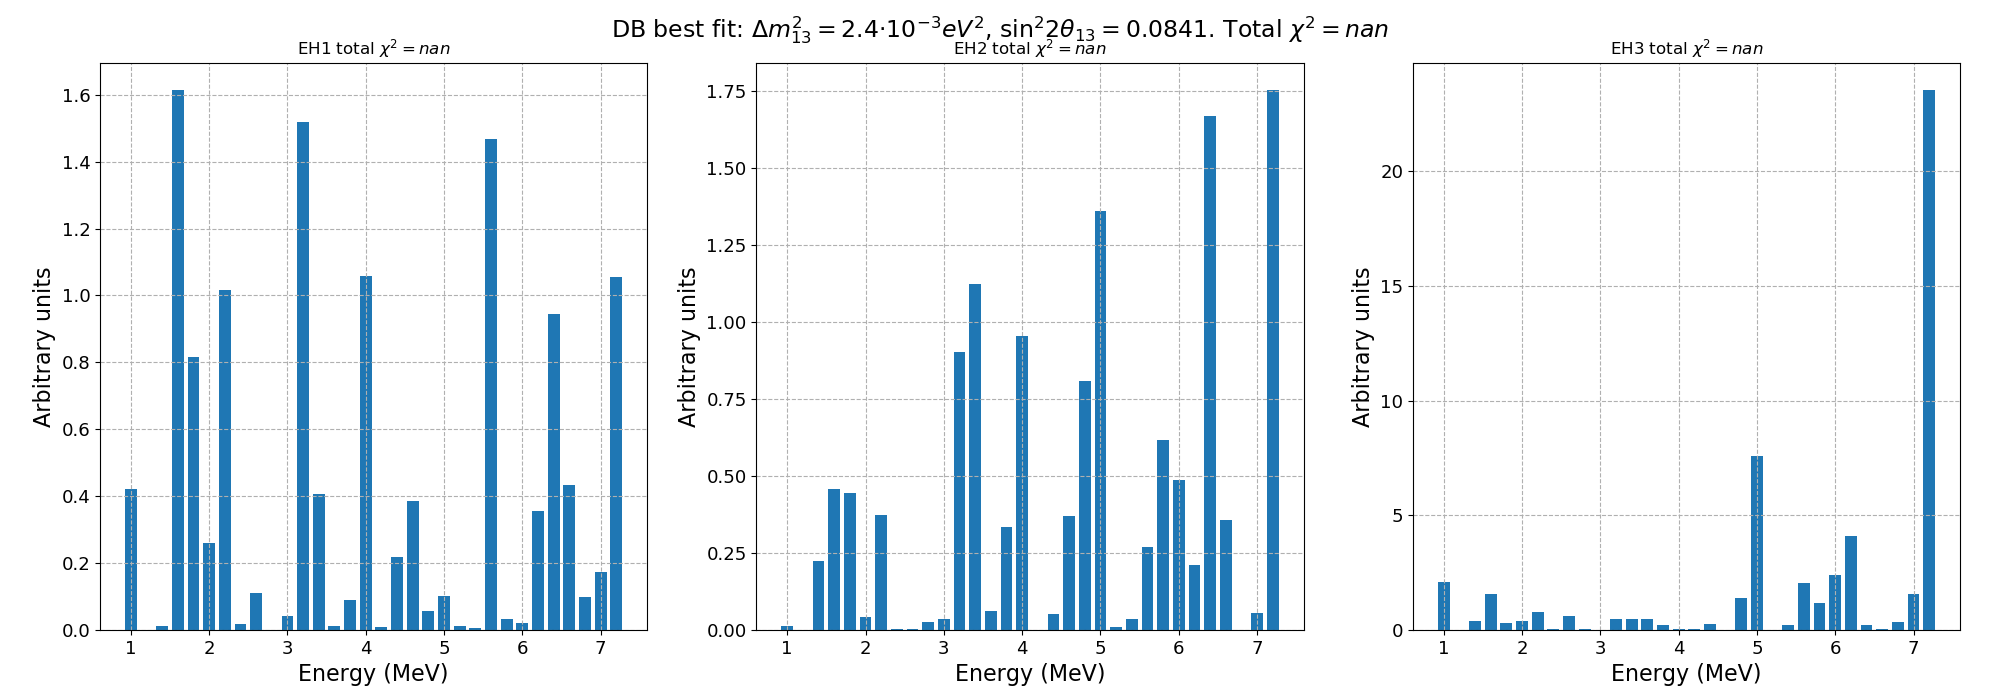 DB best fit: Δm²₁₃ = 2.4·10⁻³eV², sin²2θ₁₃ = 0.0841. Total χ² = nan
EH1 total χ² = nan
EH2 total χ² = nan
EH3 total χ² = nan
Arbitrary units
1.6
1.4
1.2
1.0
0.8
0.6
0.4
0.2
0.0
1 2 3 4 5 6 7
Energy (MeV)
Arbitrary units
1.75
1.50
1.25
1.00
0.75
0.50
0.25
0.00
1 2 3 4 5 6 7
Energy (MeV)
Arbitrary units
20
15
10
5
0
1 2 3 4 5 6 7
Energy (MeV)